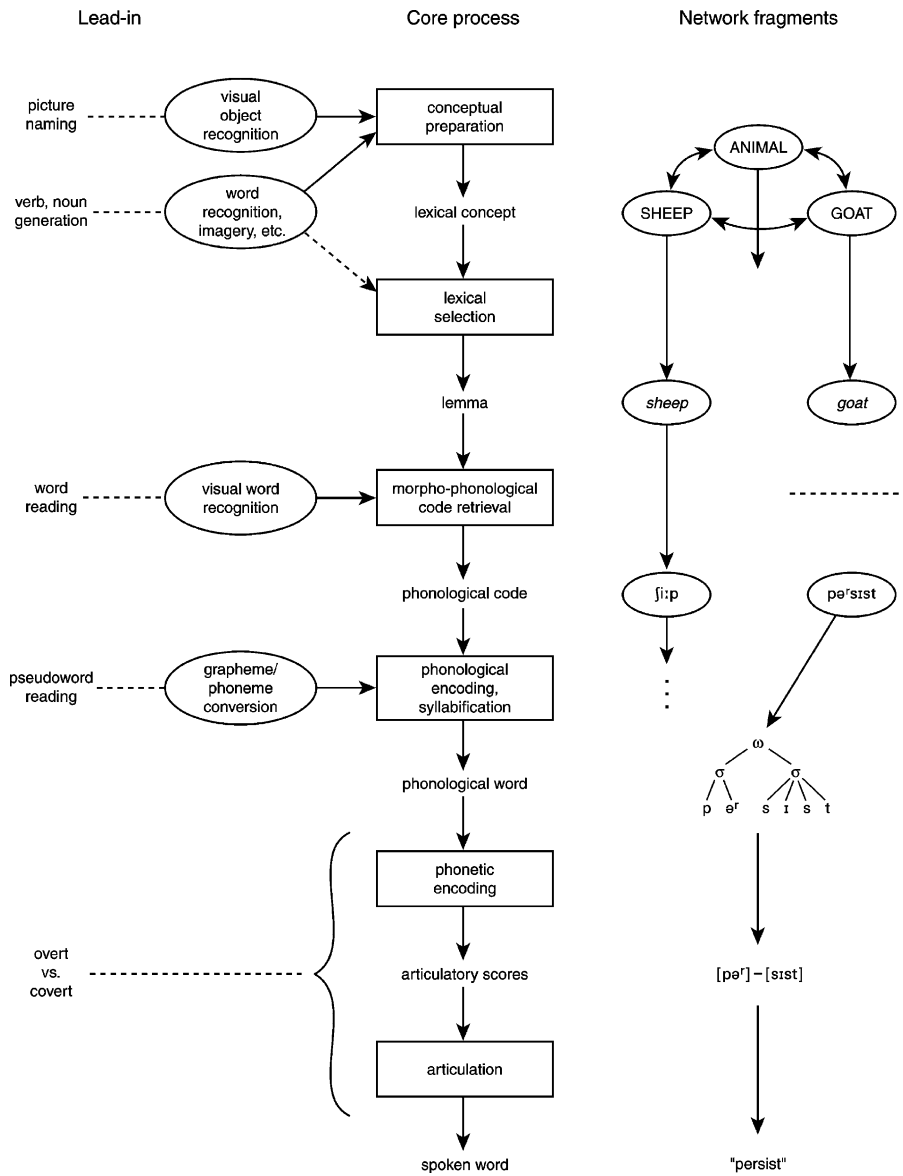 Lead-in
Core process
Network fragments
picture
naming
visual
object
recognition
conceptual
preparation
ANIMAL
verb, noun
generation
word
recognition,
imagery, etc.
lexical concept
SHEEP
GOAT
lexical
selection
lemma
sheep
goat
word
reading
visual word
recognition
morpho-phonological
code retrieval
phonological code
ʃiːp
pəʳsɪst
pseudoword
reading
grapheme/
phoneme
conversion
phonological
encoding,
syllabification
ω
σ σ
p əʳ s ɪ s t
phonological word
phonetic
encoding
overt
vs.
covert
articulatory scores
[pəʳ]–[sɪst]
articulation
spoken word
"persist"